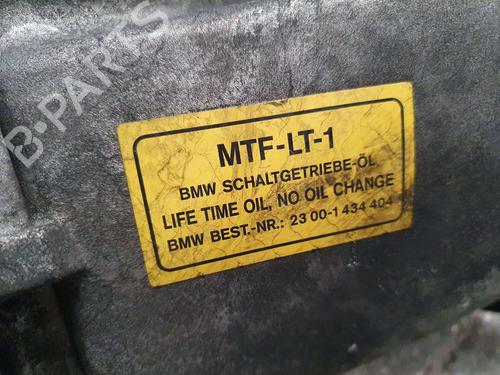 B-PARTS
MTF-LT-1
BMW SCHALTGETRIEBE-ÖL
LIFE TIME OIL, NO OIL CHANGE
BMW BEST.-NR.: 23 00-1 434 404